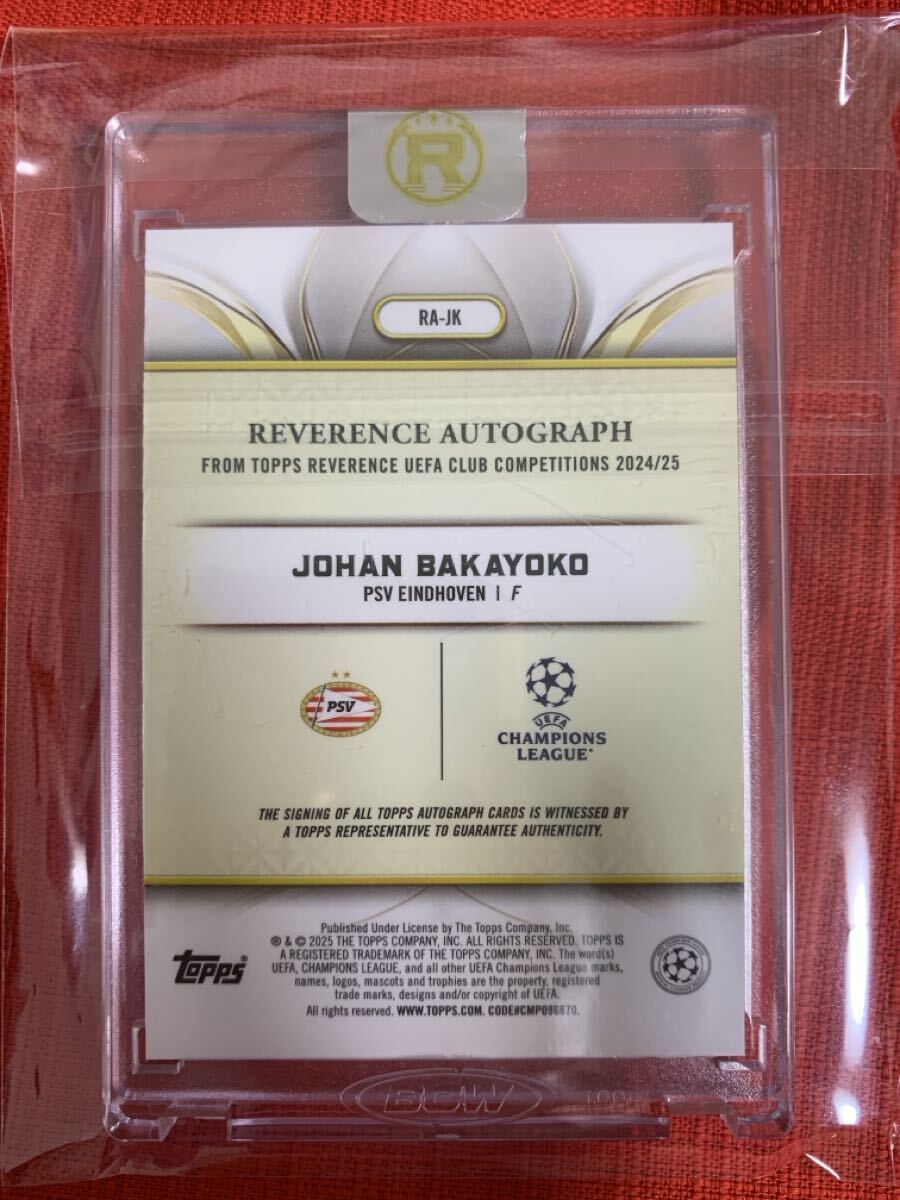 R
RA-JK
REVERENCE AUTOGRAPH
FROM TOPPS REVERENCE UEFA CLUB COMPETITIONS 2024/25
JOHAN BAKAYOKO
PSV EINDHOVEN | F
PSV
UEFA
CHAMPIONS
LEAGUE®
THE SIGNING OF ALL TOPPS AUTOGRAPH CARDS IS WITNESSED BY
A TOPPS REPRESENTATIVE TO GUARANTEE AUTHENTICITY.
topps®
Published Under License by The Topps Company, Inc.
® & © 2025 THE TOPPS COMPANY, INC. ALL RIGHTS RESERVED. TOPPS IS
A REGISTERED TRADEMARK OF THE TOPPS COMPANY, INC. The word(s)
UEFA, CHAMPIONS LEAGUE, and all other UEFA Champions League marks,
names, logos, mascots and trophies are the property, registered
trade marks, designs and/or copyright of UEFA.
All rights reserved. WWW.TOPPS.COM. CODE#CMP096870.
BCW